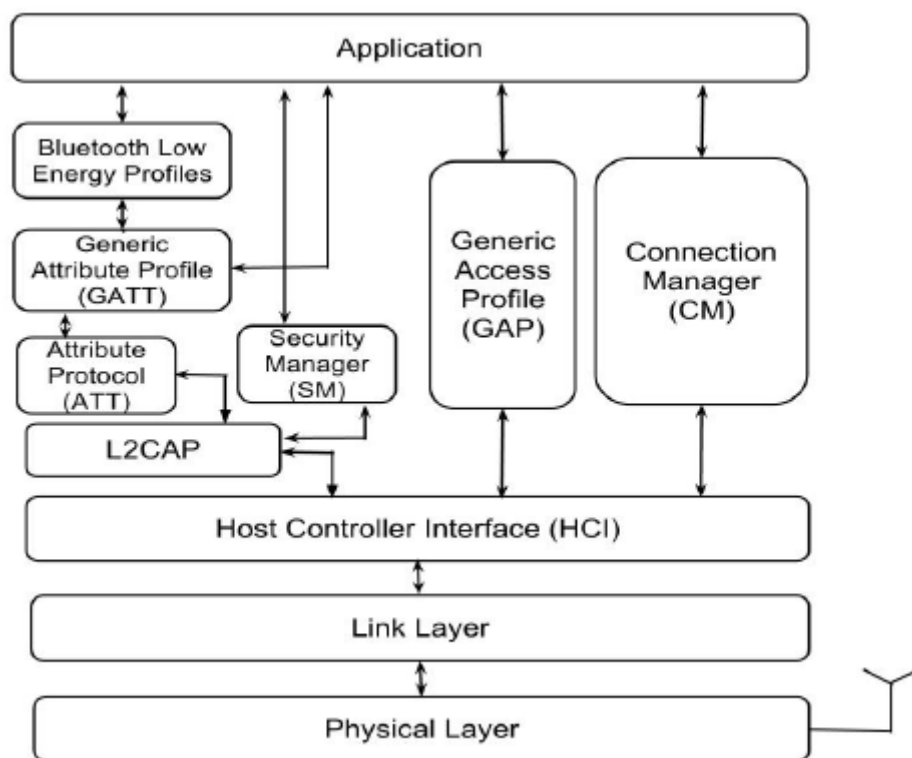 Application
Bluetooth Low
Energy Profiles
Generic
Attribute Profile
(GATT)
Attribute
Protocol
(ATT)
Security
Manager
(SM)
L2CAP
Generic
Access
Profile
(GAP)
Connection
Manager
(CM)
Host Controller Interface (HCI)
Link Layer
Physical Layer